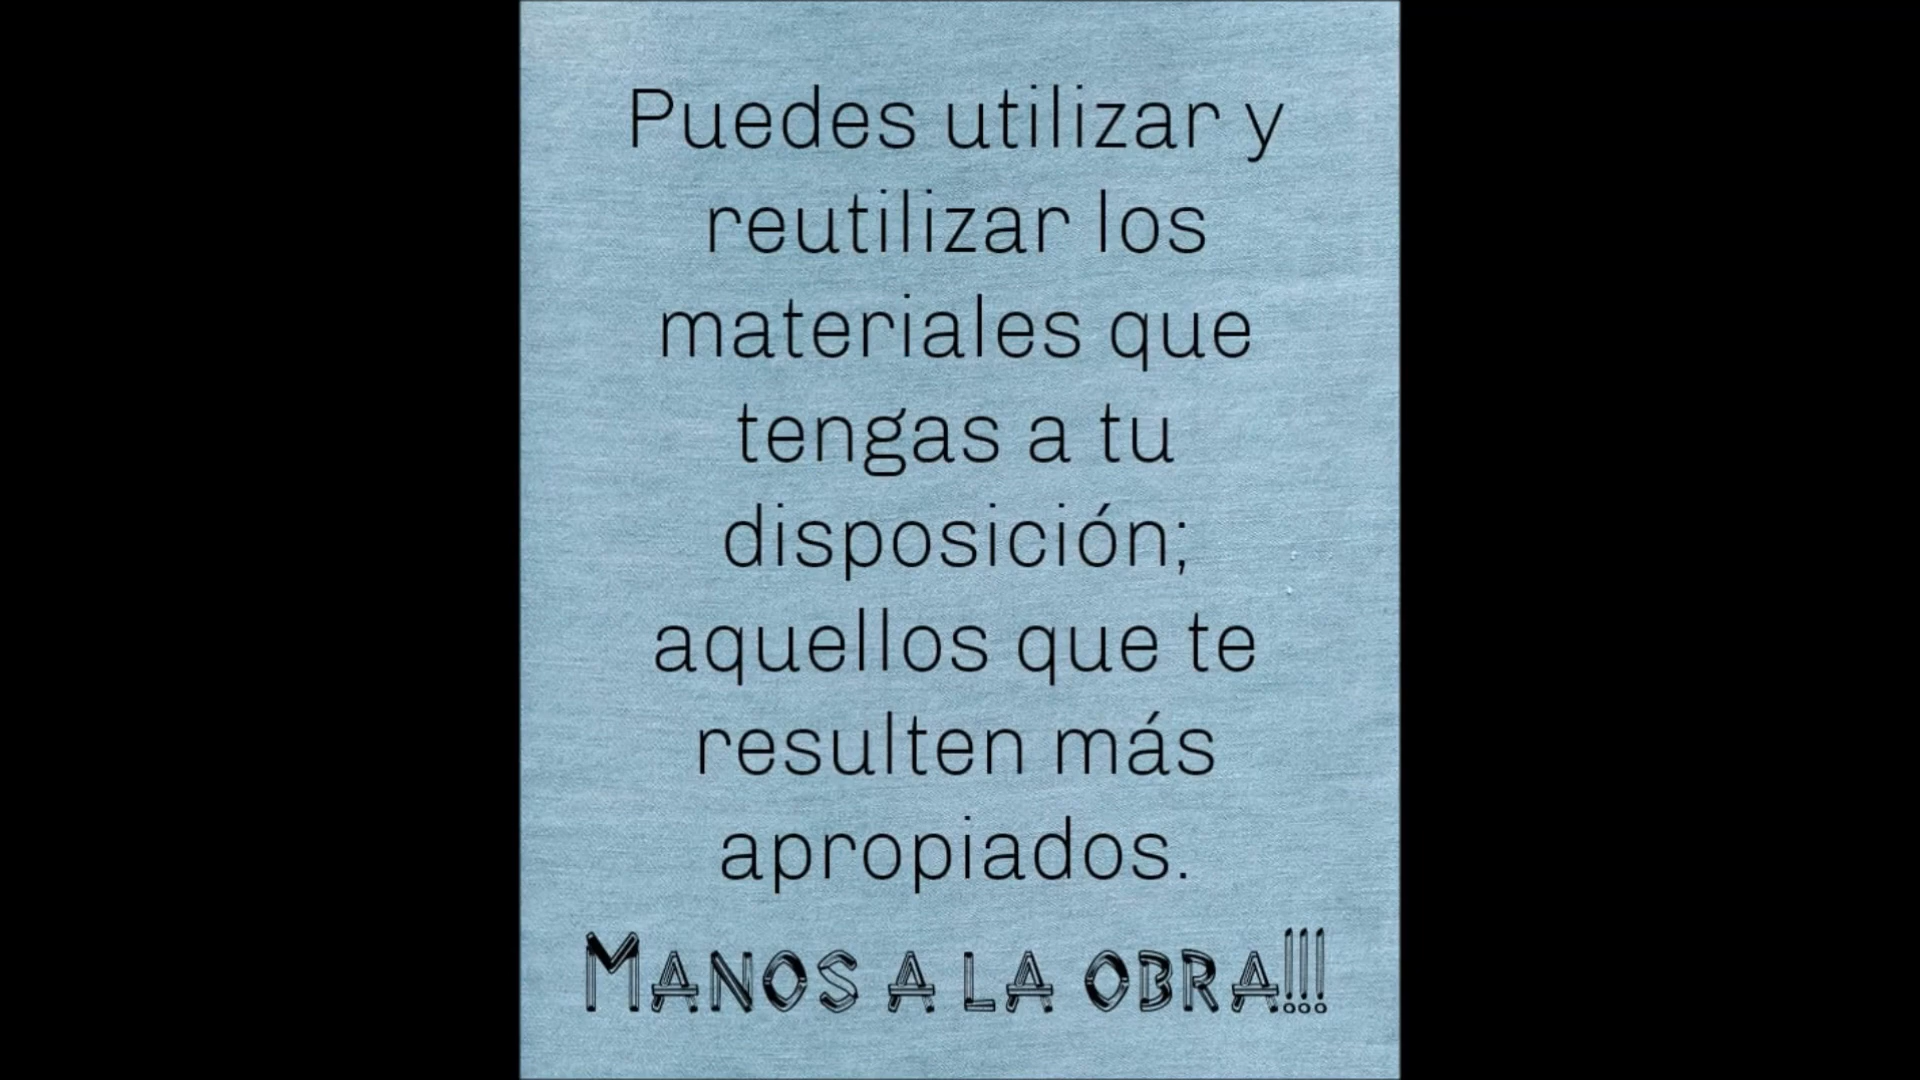 Puedes utilizar y
reutilizar los
materiales que
tengas a tu
disposición;
aquellos que te
resulten más
apropiados.
MANOS A LA OBRA!!!